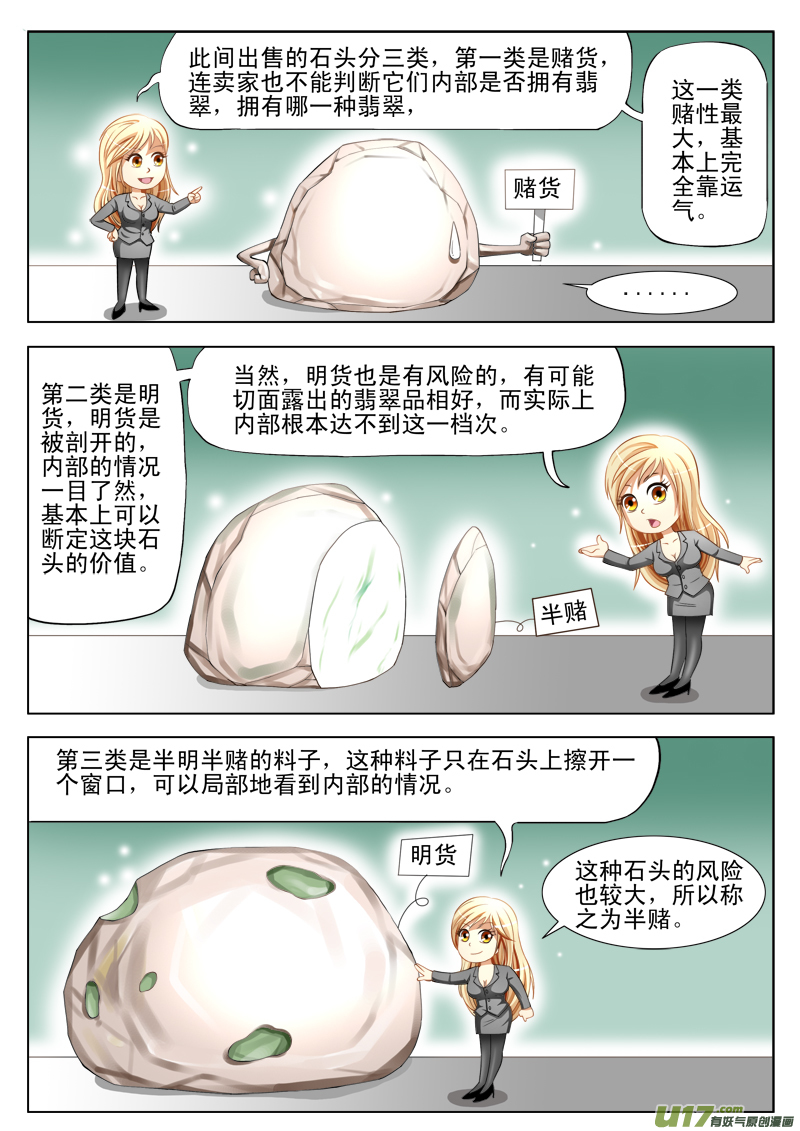 此间出售的石头分三类，第一类是赌货，
连卖家也不能判断它们内部是否拥有翡
翠，拥有哪一种翡翠，
这一类
赌性最
大，基
本上完
全靠运
气。
赌货
······
第二类是明
货，明货是
被剖开的，
内部的情况
一目了然，
基本上可以
断定这块石
头的价值。
当然，明货也是有风险的，有可能
切面露出的翡翠品相好，而实际上
内部根本达不到这一档次。
半赌
第三类是半明半赌的料子，这种料子只在石头上擦开一
个窗口，可以局部地看到内部的情况。
明货
这种石头的风险
也较大，所以称
之为半赌。
U17.com
有妖气原创漫画